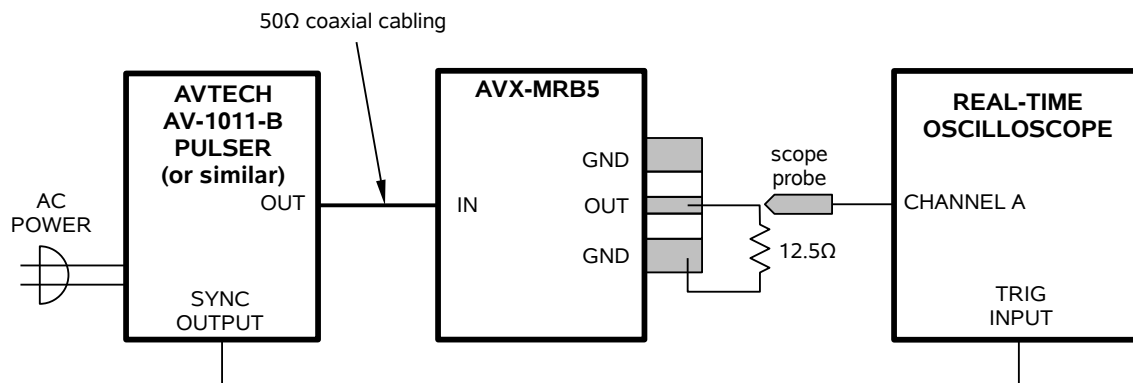 50Ω coaxial cabling
AVTECH
AV-1011-B
PULSER
(or similar)
OUT
AC
POWER
SYNC
OUTPUT
AVX-MRB5
GND
IN
OUT
GND
scope
probe
12.5Ω
REAL-TIME
OSCILLOSCOPE
CHANNEL A
TRIG
INPUT